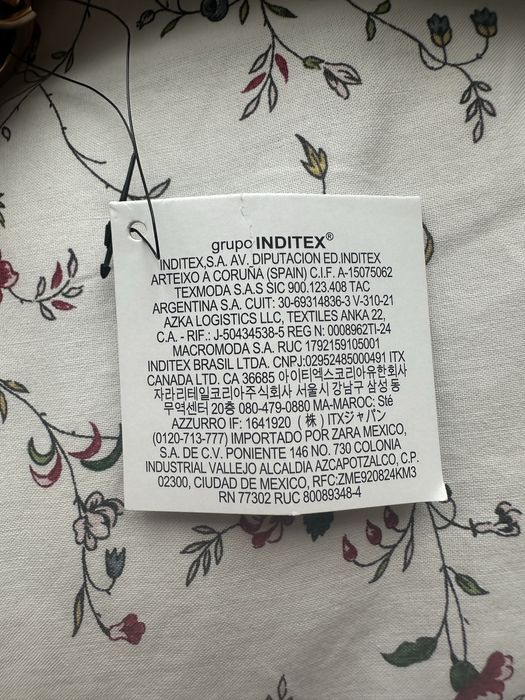 grupo INDITEX®
INDITEX,S.A. AV. DIPUTACION ED.INDITEX
ARTEIXO A CORUÑA (SPAIN) C.I.F. A-15075062
TEXMODA S.A.S SIC 900.123.408 TAC
ARGENTINA S.A. CUIT: 30-69314836-3 V-310-21
AZKA LOGISTICS LLC, TEXTILES ANKA 22,
C.A. - RIF.: J-50434538-5 REG N: 0008962TI-24
MACROMODA S.A. RUC 1792159105001
INDITEX BRASIL LTDA. CNPJ:02952485000491 ITX
CANADA LTD. CA 36685 아이티엑스코리아유한회사
자라리테일코리아주식회사 서울시 강남구 삼성 동
무역센터 20층 080-479-0880 MA-MAROC: Sté
AZZURRO IF: 1641920 (株) ITXジャパン
(0120-713-777) IMPORTADO POR ZARA MEXICO,
S.A. DE C.V. PONIENTE 146 NO. 730 COLONIA
INDUSTRIAL VALLEJO ALCALDIA AZCAPOTZALCO, C.P.
02300, CIUDAD DE MEXICO, RFC:ZME920824KM3
RN 77302 RUC 80089348-4